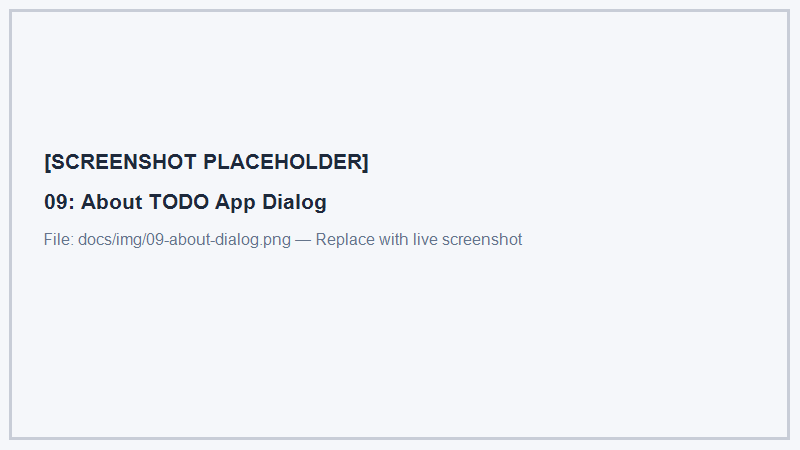 [SCREENSHOT PLACEHOLDER]
09: About TODO App Dialog
File: docs/img/09-about-dialog.png — Replace with live screenshot